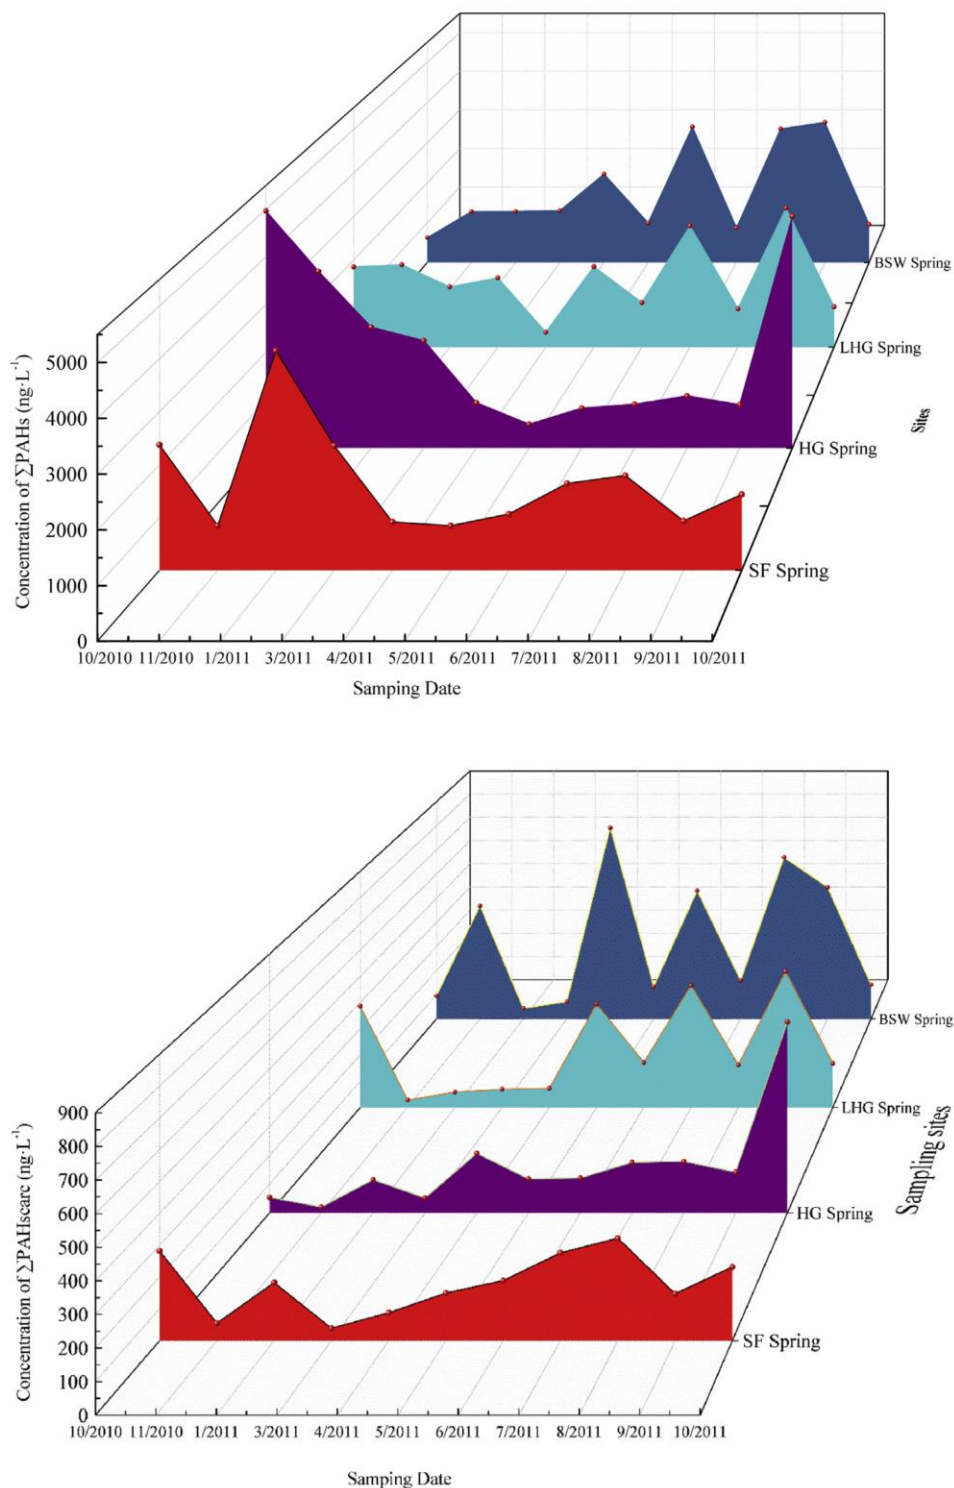 Concentration of ∑PAHs (ng·L⁻¹)
5000
4000
3000
2000
1000
0
BSW Spring
LHG Spring
Sites
HG Spring
SF Spring
10/2010 11/2010 1/2011 3/2011 4/2011 5/2011 6/2011 7/2011 8/2011 9/2011 10/2011
Samping Date
Concentration of ∑PAHscarc (ng·L⁻¹)
900
800
700
600
500
400
300
200
100
0
BSW Spring
LHG Spring
Sampling sites
HG Spring
SF Spring
10/2010 11/2010 1/2011 3/2011 4/2011 5/2011 6/2011 7/2011 8/2011 9/2011 10/2011
Samping Date